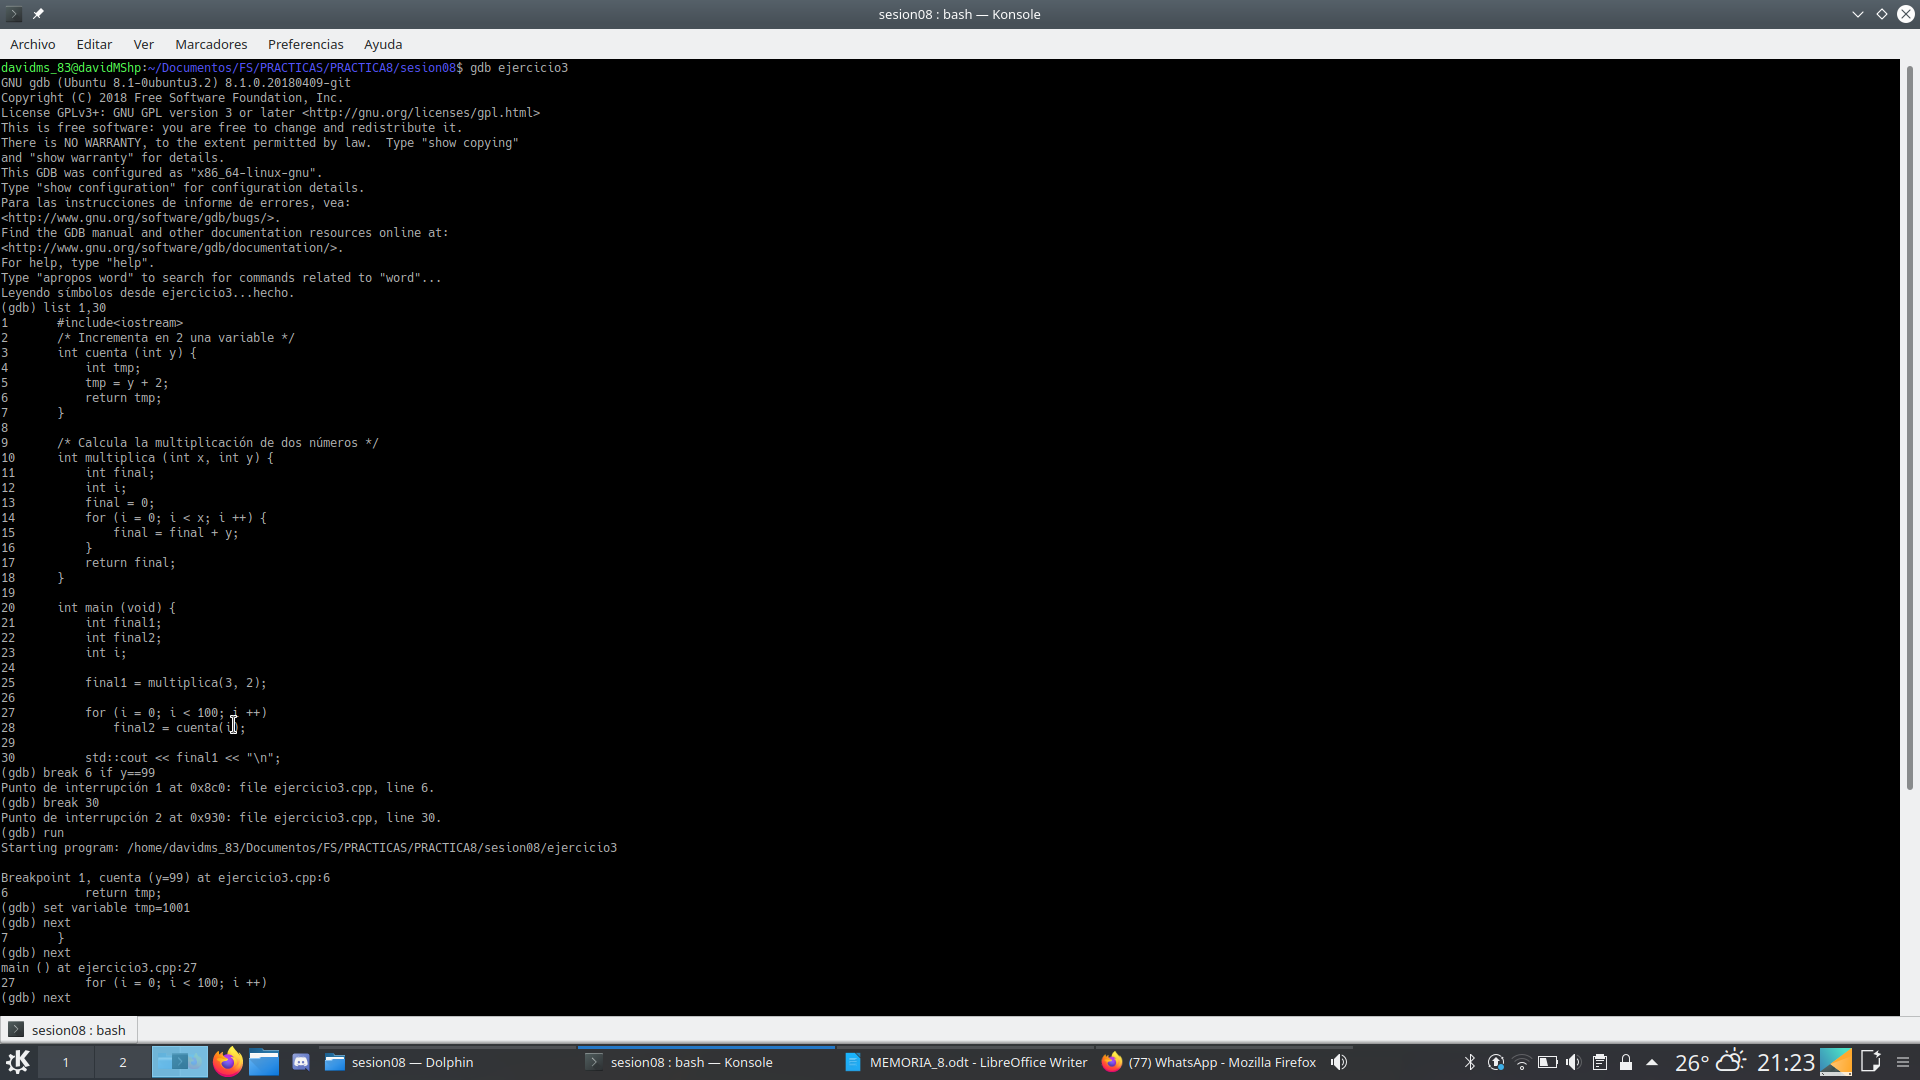 sesion08 : bash — Konsole
Archivo Editar Ver Marcadores Preferencias Ayuda
davidms_83@davidMShp:~/Documentos/FS/PRACTICAS/PRACTICA8/sesion08$ gdb ejercicio3
GNU gdb (Ubuntu 8.1-0ubuntu3.2) 8.1.0.20180409-git
Copyright (C) 2018 Free Software Foundation, Inc.
License GPLv3+: GNU GPL version 3 or later <http://gnu.org/licenses/gpl.html>
This is free software: you are free to change and redistribute it.
There is NO WARRANTY, to the extent permitted by law.  Type "show copying"
and "show warranty" for details.
This GDB was configured as "x86_64-linux-gnu".
Type "show configuration" for configuration details.
Para las instrucciones de informe de errores, vea:
<http://www.gnu.org/software/gdb/bugs/>.
Find the GDB manual and other documentation resources online at:
<http://www.gnu.org/software/gdb/documentation/>.
For help, type "help".
Type "apropos word" to search for commands related to "word"...
Leyendo símbolos desde ejercicio3...hecho.
(gdb) list 1,30
1       #include<iostream>
2       /* Incrementa en 2 una variable */
3       int cuenta (int y) {
4           int tmp;
5           tmp = y + 2;
6           return tmp;
7       }
8
9       /* Calcula la multiplicación de dos números */
10      int multiplica (int x, int y) {
11          int final;
12          int i;
13          final = 0;
14          for (i = 0; i < x; i ++) {
15              final = final + y;
16          }
17          return final;
18      }
19
20      int main (void) {
21          int final1;
22          int final2;
23          int i;
24
25          final1 = multiplica(3, 2);
26
27          for (i = 0; i < 100; i ++)
28              final2 = cuenta(i);
29
30          std::cout << final1 << "\n";
(gdb) break 6 if y==99
Punto de interrupción 1 at 0x8c0: file ejercicio3.cpp, line 6.
(gdb) break 30
Punto de interrupción 2 at 0x930: file ejercicio3.cpp, line 30.
(gdb) run
Starting program: /home/davidms_83/Documentos/FS/PRACTICAS/PRACTICA8/sesion08/ejercicio3
Breakpoint 1, cuenta (y=99) at ejercicio3.cpp:6
6           return tmp;
(gdb) set variable tmp=1001
(gdb) next
7       }
(gdb) next
main () at ejercicio3.cpp:27
27          for (i = 0; i < 100; i ++)
(gdb) next
sesion08 : bash
1 2 sesion08 — Dolphin sesion08 : bash — Konsole MEMORIA_8.odt - LibreOffice Writer (77) WhatsApp - Mozilla Firefox 26° 21:23